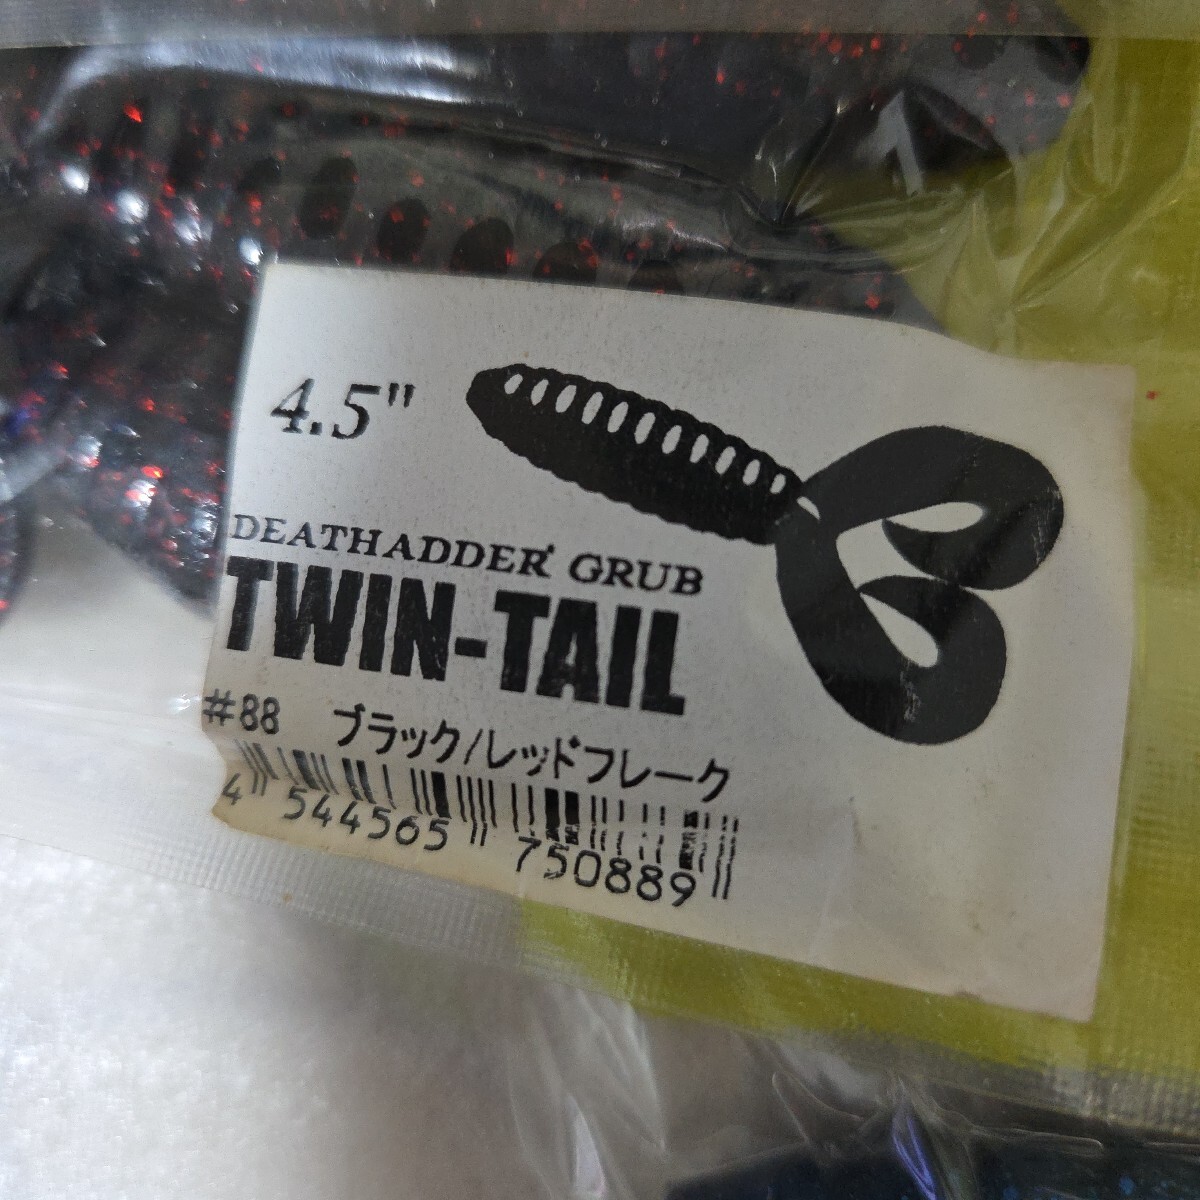 4.5"
DEATHADDER GRUB
TWIN-TAIL
#88 ブラック/レッドフレーク
4 544565 750889